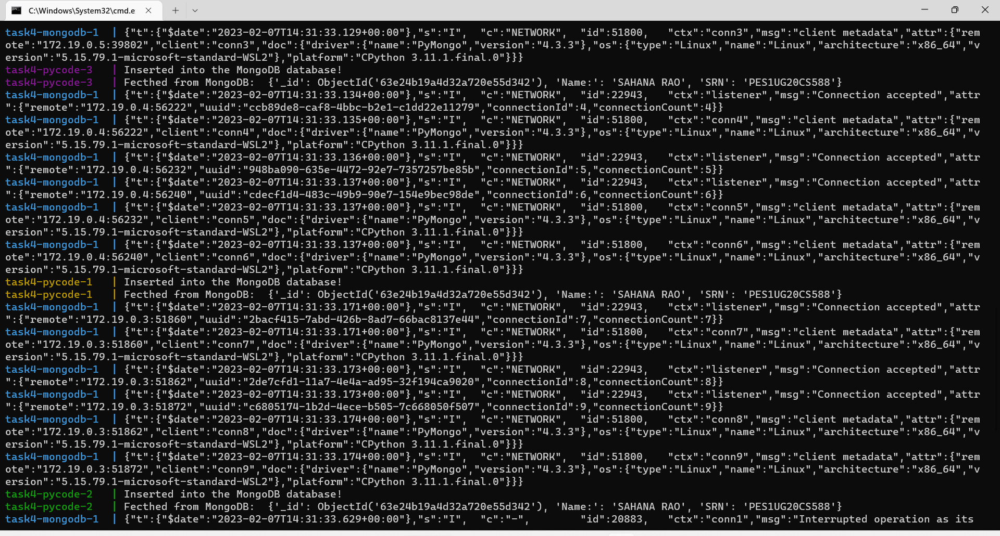 C:\Windows\System32\cmd.e
task4-mongodb-1  | {"t":{"$date":"2023-02-07T14:31:33.129+00:00"},"s":"I",  "c":"NETWORK",  "id":51800,   "ctx":"conn3","msg":"client metadata","attr":{"rem
ote":"172.19.0.5:39802","client":"conn3","doc":{"driver":{"name":"PyMongo","version":"4.3.3"},"os":{"type":"Linux","name":"Linux","architecture":"x86_64","v
ersion":"5.15.79.1-microsoft-standard-WSL2"},"platform":"CPython 3.11.1.final.0"}}}
task4-pycode-3   | Inserted into the MongoDB database!
task4-pycode-3   | Fecthed from MongoDB:  {'_id': ObjectId('63e24b19a4d32a720e55d342'), 'Name:': 'SAHANA RAO', 'SRN': 'PES1UG20CS588'}
task4-mongodb-1  | {"t":{"$date":"2023-02-07T14:31:33.134+00:00"},"s":"I",  "c":"NETWORK",  "id":22943,   "ctx":"listener","msg":"Connection accepted","attr
":{"remote":"172.19.0.4:56222","uuid":"ccb89de8-caf8-4bbc-b2e1-c1dd22e11279","connectionId":4,"connectionCount":4}}
task4-mongodb-1  | {"t":{"$date":"2023-02-07T14:31:33.135+00:00"},"s":"I",  "c":"NETWORK",  "id":51800,   "ctx":"conn4","msg":"client metadata","attr":{"rem
ote":"172.19.0.4:56222","client":"conn4","doc":{"driver":{"name":"PyMongo","version":"4.3.3"},"os":{"type":"Linux","name":"Linux","architecture":"x86_64","v
ersion":"5.15.79.1-microsoft-standard-WSL2"},"platform":"CPython 3.11.1.final.0"}}}
task4-mongodb-1  | {"t":{"$date":"2023-02-07T14:31:33.136+00:00"},"s":"I",  "c":"NETWORK",  "id":22943,   "ctx":"listener","msg":"Connection accepted","attr
":{"remote":"172.19.0.4:56232","uuid":"948ba090-635e-4472-92e7-7357257be85b","connectionId":5,"connectionCount":5}}
task4-mongodb-1  | {"t":{"$date":"2023-02-07T14:31:33.137+00:00"},"s":"I",  "c":"NETWORK",  "id":22943,   "ctx":"listener","msg":"Connection accepted","attr
":{"remote":"172.19.0.4:56240","uuid":"cdecf1d4-483c-49b9-90e7-154e9bec98de","connectionId":6,"connectionCount":6}}
task4-mongodb-1  | {"t":{"$date":"2023-02-07T14:31:33.137+00:00"},"s":"I",  "c":"NETWORK",  "id":51800,   "ctx":"conn5","msg":"client metadata","attr":{"rem
ote":"172.19.0.4:56232","client":"conn5","doc":{"driver":{"name":"PyMongo","version":"4.3.3"},"os":{"type":"Linux","name":"Linux","architecture":"x86_64","v
ersion":"5.15.79.1-microsoft-standard-WSL2"},"platform":"CPython 3.11.1.final.0"}}}
task4-mongodb-1  | {"t":{"$date":"2023-02-07T14:31:33.137+00:00"},"s":"I",  "c":"NETWORK",  "id":51800,   "ctx":"conn6","msg":"client metadata","attr":{"rem
ote":"172.19.0.4:56240","client":"conn6","doc":{"driver":{"name":"PyMongo","version":"4.3.3"},"os":{"type":"Linux","name":"Linux","architecture":"x86_64","v
ersion":"5.15.79.1-microsoft-standard-WSL2"},"platform":"CPython 3.11.1.final.0"}}}
task4-pycode-1   | Inserted into the MongoDB database!
task4-pycode-1   | Fecthed from MongoDB:  {'_id': ObjectId('63e24b19a4d32a720e55d342'), 'Name:': 'SAHANA RAO', 'SRN': 'PES1UG20CS588'}
task4-mongodb-1  | {"t":{"$date":"2023-02-07T14:31:33.171+00:00"},"s":"I",  "c":"NETWORK",  "id":22943,   "ctx":"listener","msg":"Connection accepted","attr
":{"remote":"172.19.0.3:51860","uuid":"2bacf415-7abd-426b-8ad7-66bac8137e44","connectionId":7,"connectionCount":7}}
task4-mongodb-1  | {"t":{"$date":"2023-02-07T14:31:33.171+00:00"},"s":"I",  "c":"NETWORK",  "id":51800,   "ctx":"conn7","msg":"client metadata","attr":{"rem
ote":"172.19.0.3:51860","client":"conn7","doc":{"driver":{"name":"PyMongo","version":"4.3.3"},"os":{"type":"Linux","name":"Linux","architecture":"x86_64","v
ersion":"5.15.79.1-microsoft-standard-WSL2"},"platform":"CPython 3.11.1.final.0"}}}
task4-mongodb-1  | {"t":{"$date":"2023-02-07T14:31:33.173+00:00"},"s":"I",  "c":"NETWORK",  "id":22943,   "ctx":"listener","msg":"Connection accepted","attr
":{"remote":"172.19.0.3:51862","uuid":"2de7cfd1-11a7-4e4a-ad95-32f194ca9020","connectionId":8,"connectionCount":8}}
task4-mongodb-1  | {"t":{"$date":"2023-02-07T14:31:33.173+00:00"},"s":"I",  "c":"NETWORK",  "id":22943,   "ctx":"listener","msg":"Connection accepted","attr
":{"remote":"172.19.0.3:51872","uuid":"c6805174-1b2d-4ece-b505-7c668050f507","connectionId":9,"connectionCount":9}}
task4-mongodb-1  | {"t":{"$date":"2023-02-07T14:31:33.174+00:00"},"s":"I",  "c":"NETWORK",  "id":51800,   "ctx":"conn8","msg":"client metadata","attr":{"rem
ote":"172.19.0.3:51862","client":"conn8","doc":{"driver":{"name":"PyMongo","version":"4.3.3"},"os":{"type":"Linux","name":"Linux","architecture":"x86_64","v
ersion":"5.15.79.1-microsoft-standard-WSL2"},"platform":"CPython 3.11.1.final.0"}}}
task4-mongodb-1  | {"t":{"$date":"2023-02-07T14:31:33.174+00:00"},"s":"I",  "c":"NETWORK",  "id":51800,   "ctx":"conn9","msg":"client metadata","attr":{"rem
ote":"172.19.0.3:51872","client":"conn9","doc":{"driver":{"name":"PyMongo","version":"4.3.3"},"os":{"type":"Linux","name":"Linux","architecture":"x86_64","v
ersion":"5.15.79.1-microsoft-standard-WSL2"},"platform":"CPython 3.11.1.final.0"}}}
task4-pycode-2   | Inserted into the MongoDB database!
task4-pycode-2   | Fecthed from MongoDB:  {'_id': ObjectId('63e24b19a4d32a720e55d342'), 'Name:': 'SAHANA RAO', 'SRN': 'PES1UG20CS588'}
task4-mongodb-1  | {"t":{"$date":"2023-02-07T14:31:33.629+00:00"},"s":"I",  "c":"-",        "id":20883,   "ctx":"conn1","msg":"Interrupted operation as its